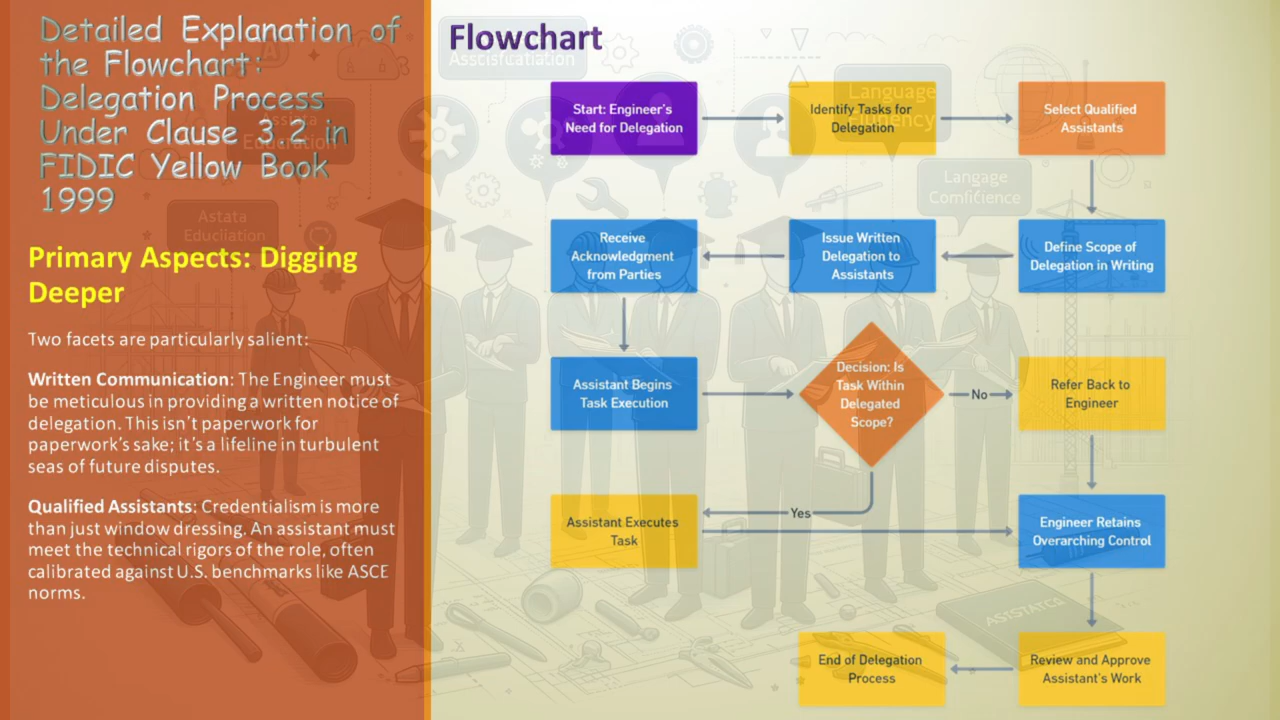 Detailed Explanation of
the Flowchart:
Delegation Process
Under Clause 3.2 in
FIDIC Yellow Book
1999
Primary Aspects: Digging
Deeper
Two facets are particularly salient:
Written Communication: The Engineer must
be meticulous in providing a written notice of
delegation. This isn't paperwork for
paperwork's sake; it's a lifeline in turbulent
seas of future disputes.
Qualified Assistants: Credentialism is more
than just window dressing. An assistant must
meet the technical rigors of the role, often
calibrated against U.S. benchmarks like ASCE
norms.
Astata
Flowchart
Start: Engineer's
Need for Delegation
Identify Tasks for
Delegation
Select Qualified
Assistants
Language
Langage
Receive
Acknowledgment
from Parties
Issue Written
Delegation to
Assistants
Define Scope of
Delegation in Writing
Assistant Begins
Task Execution
Decision: Is
Task Within
Delegated
Scope?
No
Refer Back to
Engineer
Yes
Assistant Executes
Task
Engineer Retains
Overarching Control
End of Delegation
Process
Review and Approve
Assistant's Work